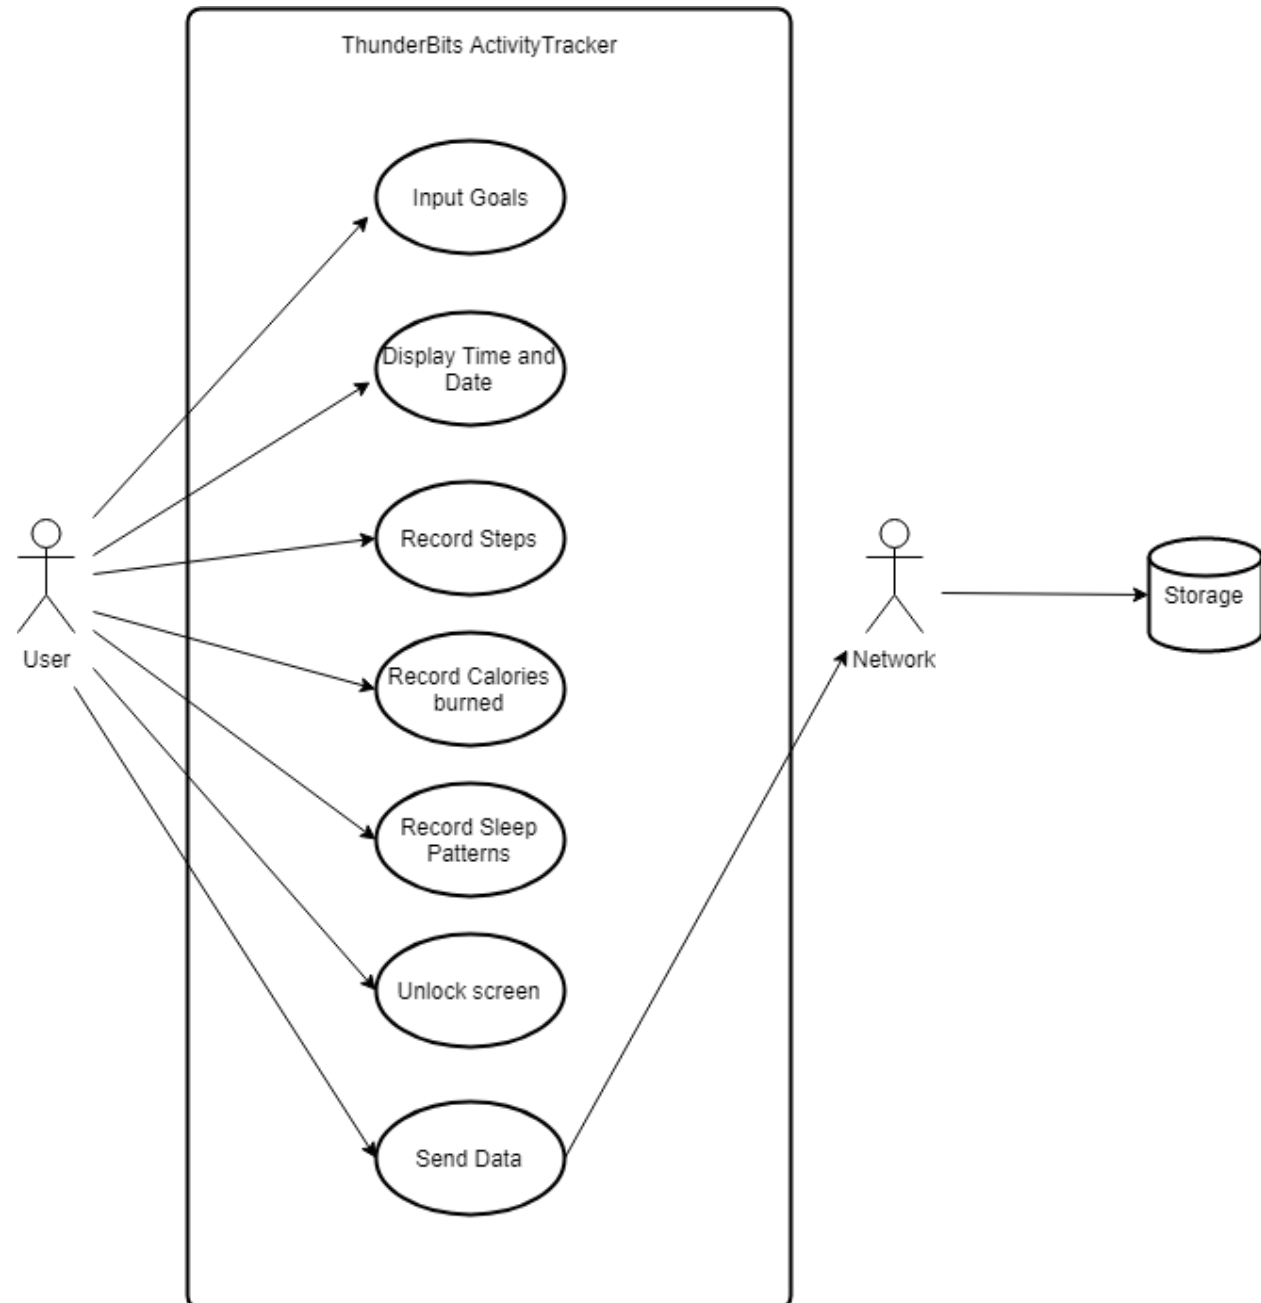 ThunderBits ActivityTracker
Input Goals
Display Time and
Date
Record Steps
Record Calories
burned
Record Sleep
Patterns
Unlock screen
Send Data
User
Network
Storage